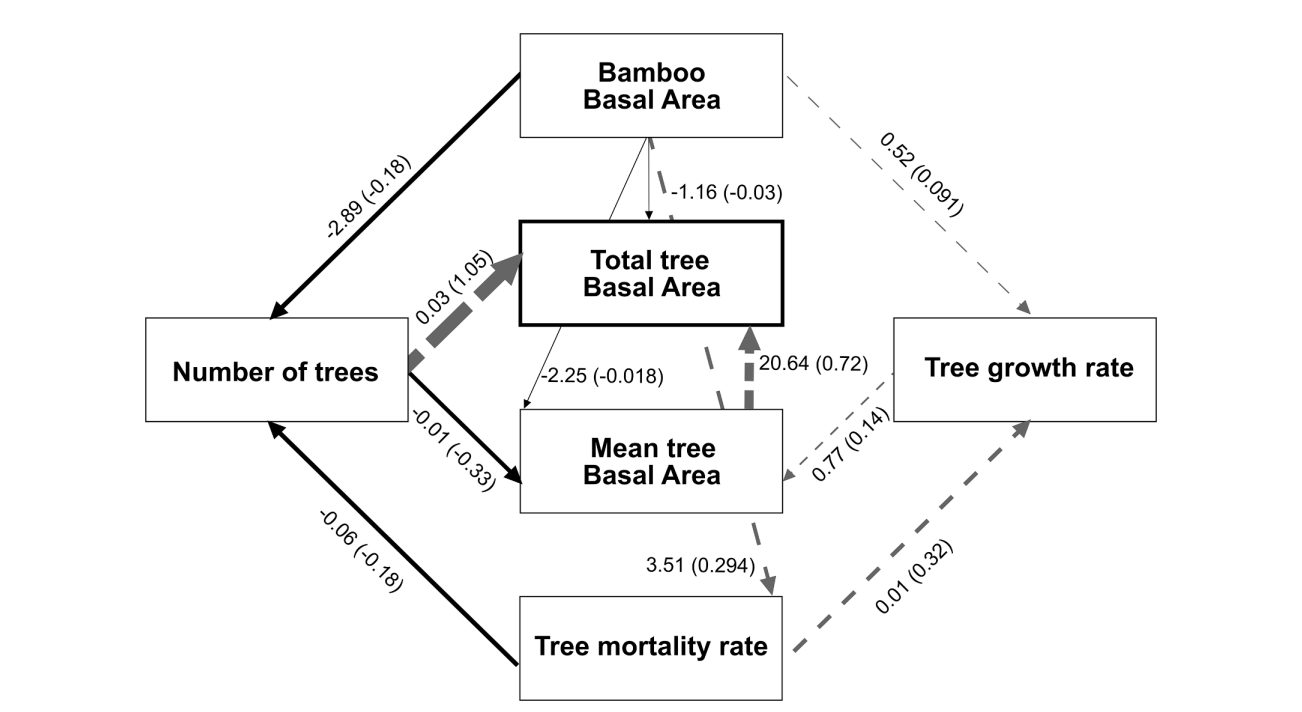 Bamboo
Basal Area
-2.89 (-0.18)
0.52 (0.091)
-1.16 (-0.03)
Total tree
Basal Area
0.03 (1.05)
Number of trees
-2.25 (-0.018)
20.64 (0.72)
Tree growth rate
-0.01 (-0.33)
Mean tree
Basal Area
0.77 (0.14)
-0.06 (-0.18)
3.51 (0.294)
0.01 (0.32)
Tree mortality rate